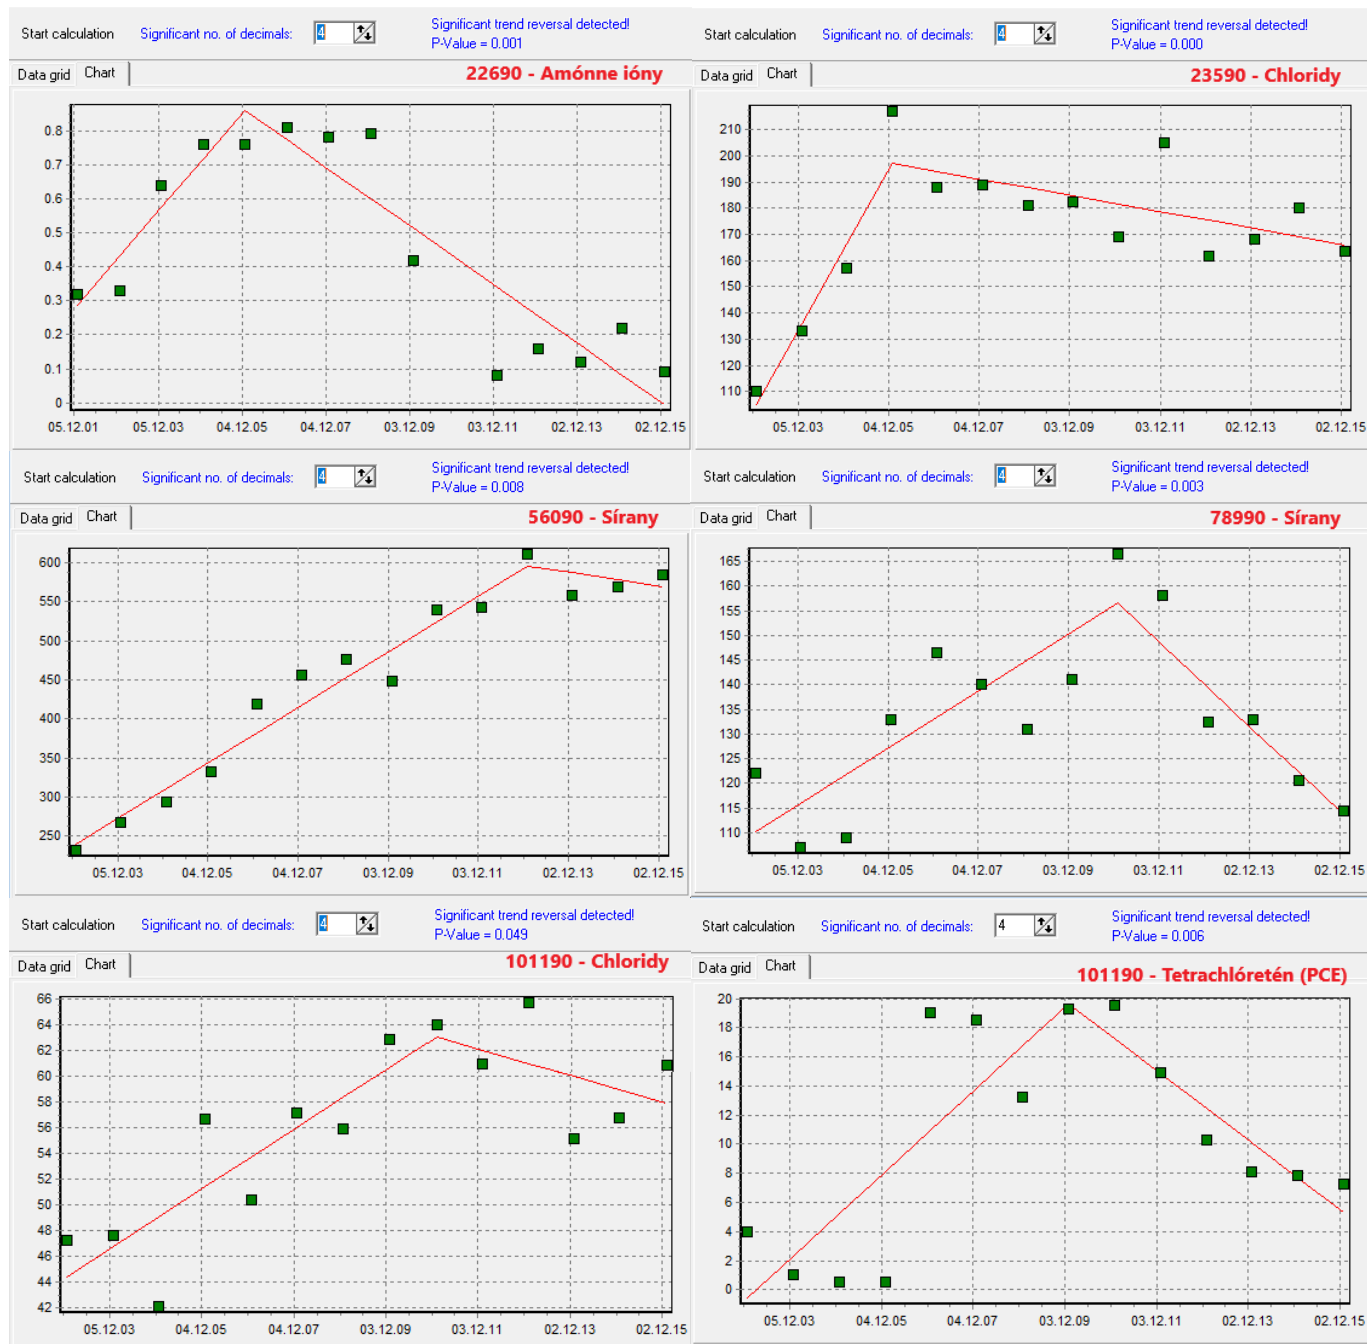 Start calculation Significant no. of decimals: 4 Significant trend reversal detected!
P-Value = 0.001
Data grid Chart 22690 - Amónne ióny
0.8
0.7
0.6
0.5
0.4
0.3
0.2
0.1
0
05.12.01 05.12.03 04.12.05 04.12.07 03.12.09 03.12.11 02.12.13 02.12.15
Start calculation Significant no. of decimals: 4 Significant trend reversal detected!
P-Value = 0.000
Data grid Chart 23590 - Chloridy
210
200
190
180
170
160
150
140
130
120
110
05.12.03 04.12.05 04.12.07 03.12.09 03.12.11 02.12.13 02.12.15
Start calculation Significant no. of decimals: 4 Significant trend reversal detected!
P-Value = 0.008
Data grid Chart 56090 - Sírany
600
550
500
450
400
350
300
250
05.12.03 04.12.05 04.12.07 03.12.09 03.12.11 02.12.13 02.12.15
Start calculation Significant no. of decimals: 4 Significant trend reversal detected!
P-Value = 0.003
Data grid Chart 78990 - Sírany
165
160
155
150
145
140
135
130
125
120
115
110
05.12.03 04.12.05 04.12.07 03.12.09 03.12.11 02.12.13 02.12.15
Start calculation Significant no. of decimals: 4 Significant trend reversal detected!
P-Value = 0.049
Data grid Chart 101190 - Chloridy
66
64
62
60
58
56
54
52
50
48
46
44
42
05.12.03 04.12.05 04.12.07 03.12.09 03.12.11 02.12.13 02.12.15
Start calculation Significant no. of decimals: 4 Significant trend reversal detected!
P-Value = 0.006
Data grid Chart 101190 - Tetrachlóretén (PCE)
20
18
16
14
12
10
8
6
4
2
0
05.12.03 04.12.05 04.12.07 03.12.09 03.12.11 02.12.13 02.12.15